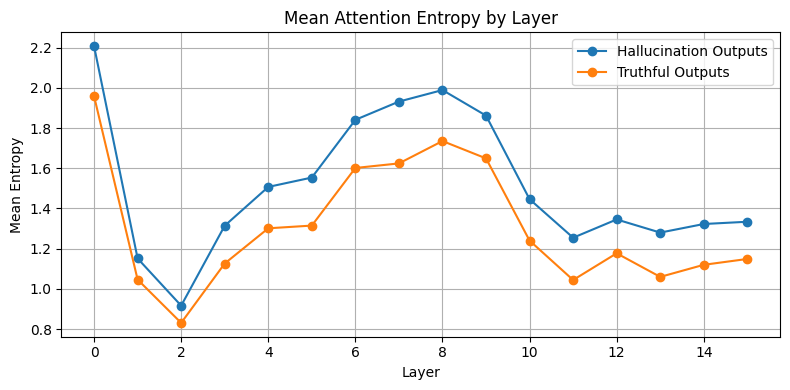 Mean Attention Entropy by Layer
Hallucination Outputs
Truthful Outputs
Mean Entropy
2.2
2.0
1.8
1.6
1.4
1.2
1.0
0.8
0 2 4 6 8 10 12 14
Layer